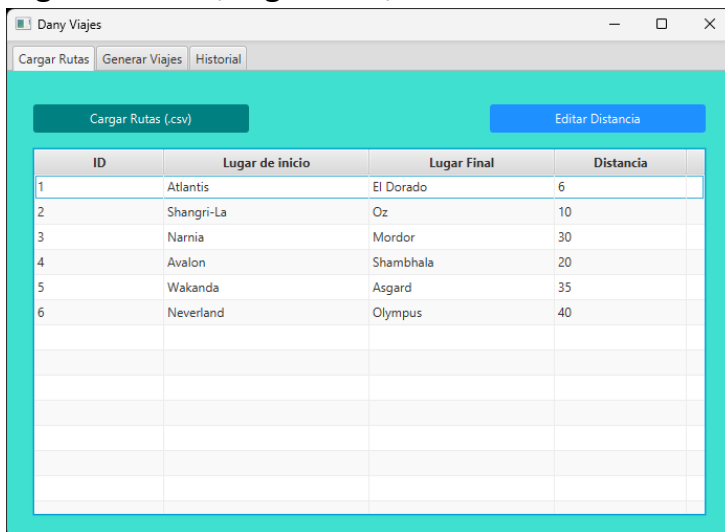 Dany Viajes
Cargar Rutas Generar Viajes Historial
Cargar Rutas (.csv) Editar Distancia
ID Lugar de inicio Lugar Final Distancia
1 Atlantis El Dorado 6
2 Shangri-La Oz 10
3 Narnia Mordor 30
4 Avalon Shambhala 20
5 Wakanda Asgard 35
6 Neverland Olympus 40